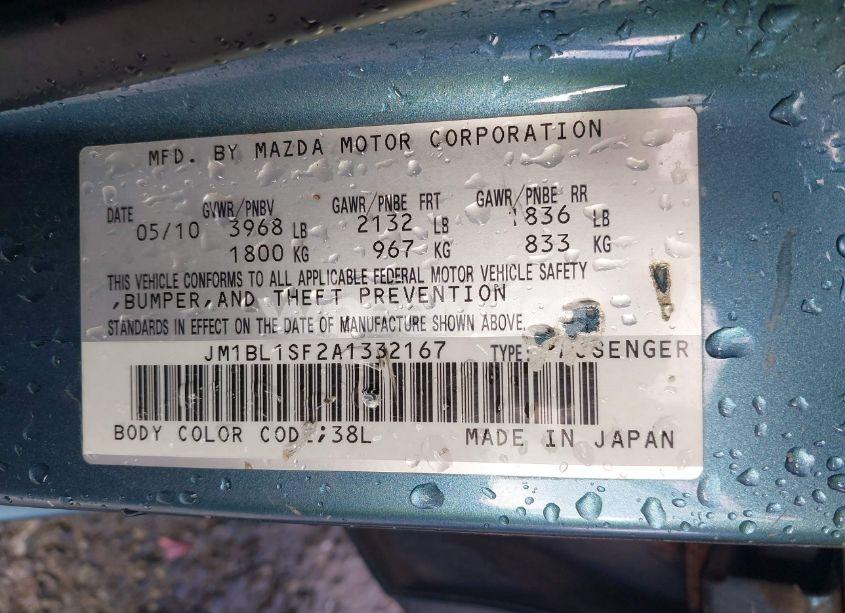 MFD. BY MAZDA MOTOR CORPORATION
DATE GVWR/PNBV GAWR/PNBE FRT GAWR/PNBE RR
05/10 3968 LB 2132 LB 1836 LB
1800 KG 967 KG 833 KG
THIS VEHICLE CONFORMS TO ALL APPLICABLE FEDERAL MOTOR VEHICLE SAFETY
,BUMPER,AND THEFT PREVENTION
STANDARDS IN EFFECT ON THE DATE OF MANUFACTURE SHOWN ABOVE.
JM1BL1SF2A1332167 TYPE:
BODY COLOR COD ;38L MADE IN JAPAN